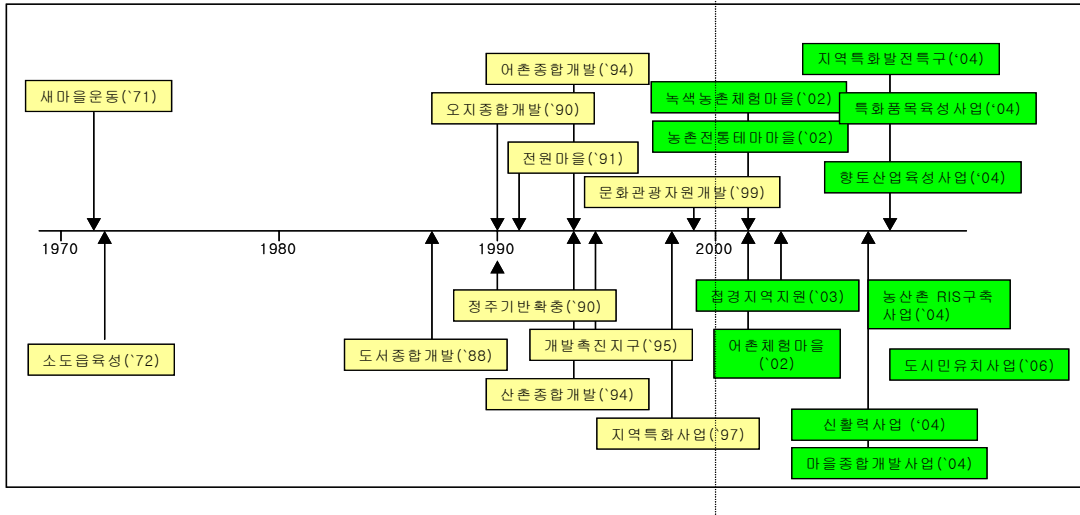 지역특화발전특구(‘04)
어촌종합개발(`94)
새마을운동(`71)
오지종합개발(`90)
녹색농촌체험마을(`02)
특화품목육성사업(‘04)
농촌전통테마마을(`02)
전원마을(`91)
문화관광자원개발(`99)
향토산업육성사업(‘04)
1970
1980
1990
2000
정주기반확충(`90)
접경지역지원(`03)
농산촌 RIS구축
사업(`04)
소도읍육성(`72)
도서종합개발(`88)
개발촉진지구(`95)
어촌체험마을
(`02)
도시민유치사업(`06)
산촌종합개발(`94)
지역특화사업(`97)
신활력사업 (‘04)
마을종합개발사업(`04)